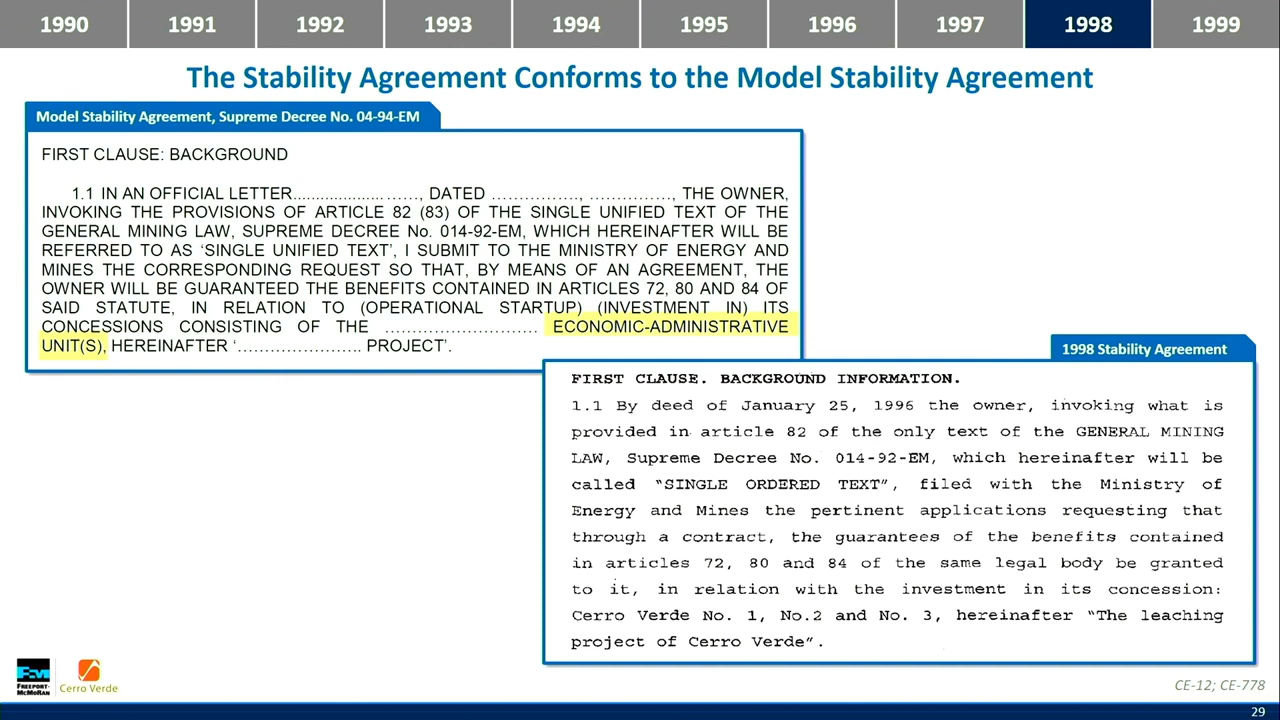 1990 1991 1992 1993 1994 1995 1996 1997 1998 1999
The Stability Agreement Conforms to the Model Stability Agreement
Model Stability Agreement, Supreme Decree No. 04-94-EM
FIRST CLAUSE: BACKGROUND
1.1 IN AN OFFICIAL LETTER..........................., DATED ................, ..............., THE OWNER,
INVOKING THE PROVISIONS OF ARTICLE 82 (83) OF THE SINGLE UNIFIED TEXT OF THE
GENERAL MINING LAW, SUPREME DECREE No. 014-92-EM, WHICH HEREINAFTER WILL BE
REFERRED TO AS ‘SINGLE UNIFIED TEXT’, I SUBMIT TO THE MINISTRY OF ENERGY AND
MINES THE CORRESPONDING REQUEST SO THAT, BY MEANS OF AN AGREEMENT, THE
OWNER WILL BE GUARANTEED THE BENEFITS CONTAINED IN ARTICLES 72, 80 AND 84 OF
SAID STATUTE, IN RELATION TO (OPERATIONAL STARTUP) (INVESTMENT IN) ITS
CONCESSIONS CONSISTING OF THE ............................ ECONOMIC-ADMINISTRATIVE
UNIT(S), HEREINAFTER ‘....................... PROJECT’.
1998 Stability Agreement
FIRST CLAUSE. BACKGROUND INFORMATION.
1.1 By deed of January 25, 1996 the owner, invoking what is
provided in article 82 of the only text of the GENERAL MINING
LAW, Supreme Decree No. 014-92-EM, which hereinafter will be
called “SINGLE ORDERED TEXT”, filed with the Ministry of
Energy and Mines the pertinent applications requesting that
through a contract, the guarantees of the benefits contained
in articles 72, 80 and 84 of the same legal body be granted
to it, in relation with the investment in its concession:
Cerro Verde No. 1, No.2 and No. 3, hereinafter “The leaching
project of Cerro Verde”.
FREEPORT-
McMoRAN
Cerro Verde
CE-12; CE-778
29